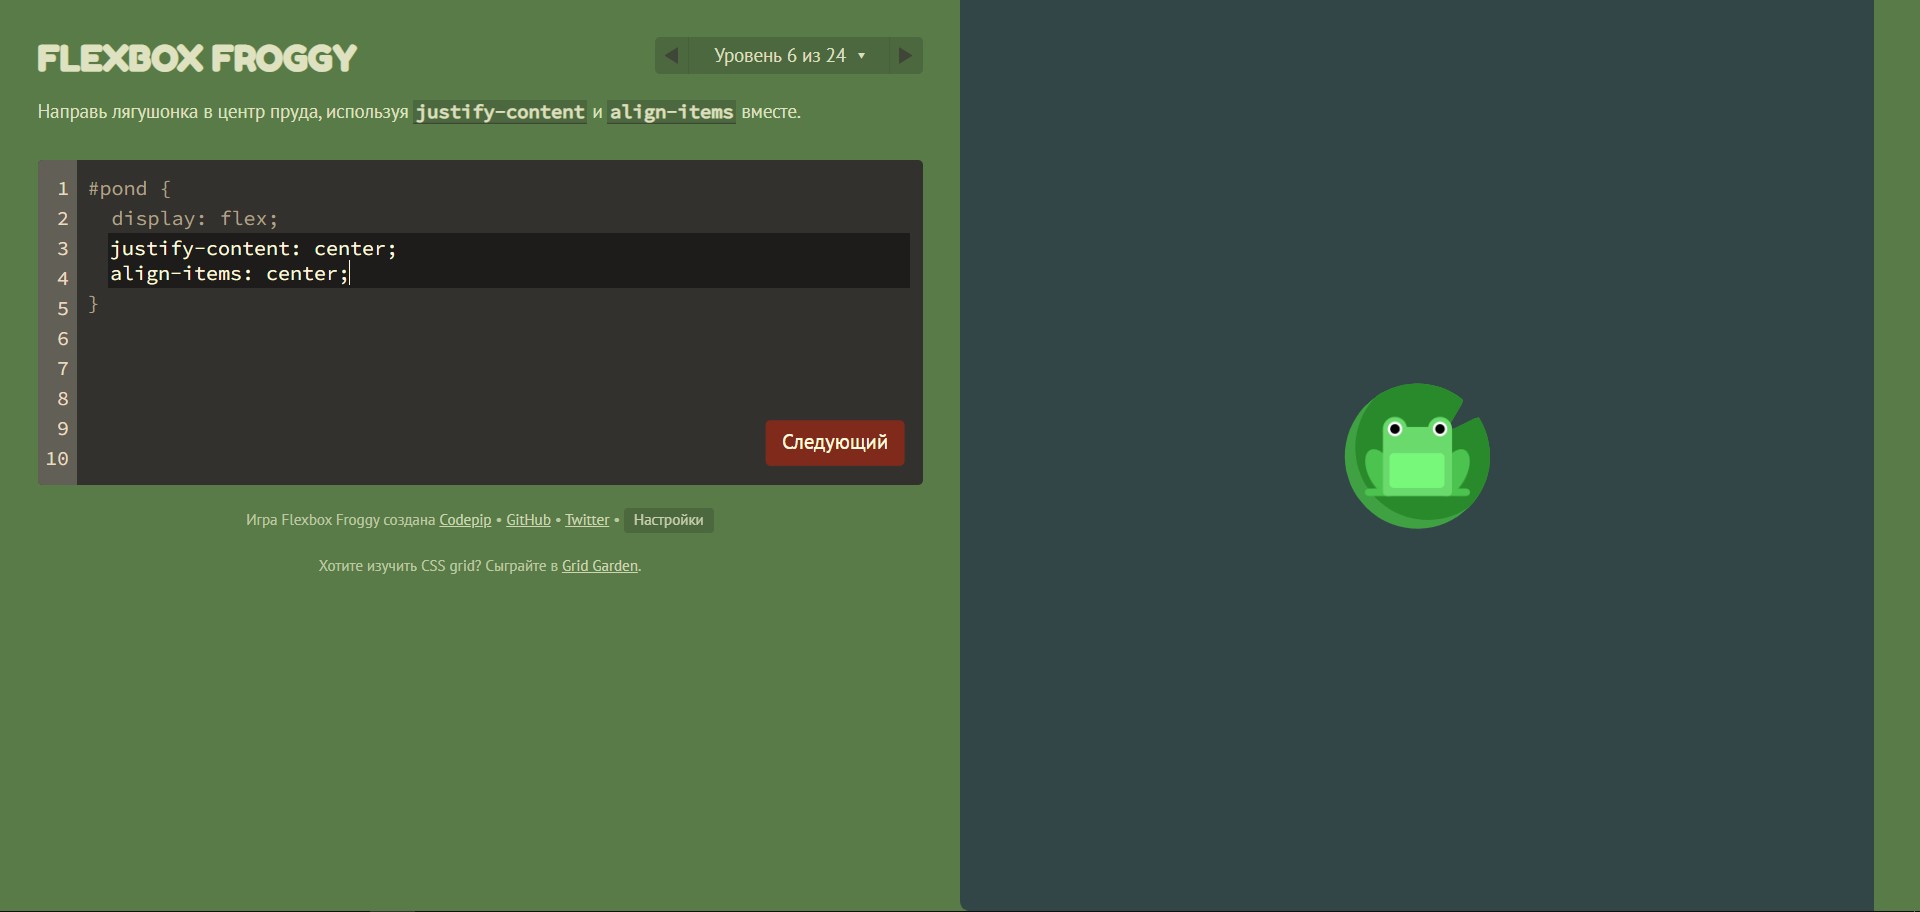 FLEXBOX FROGGY
Уровень 6 из 24
Направь лягушонка в центр пруда, используя justify-content и align-items вместе.
1 #pond {
2 display: flex;
3 justify-content: center;
4 align-items: center;
5 }
6
7
8
9
10
Следующий
Игра Flexbox Froggy создана Codepip • GitHub • Twitter • Настройки
Хотите изучить CSS grid? Сыграйте в Grid Garden.